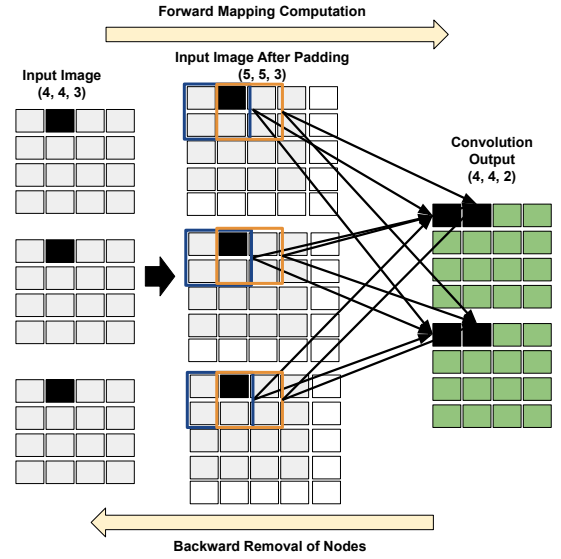 Forward Mapping Computation
Input Image After Padding
(5, 5, 3)
Input Image
(4, 4, 3)
Convolution
Output
(4, 4, 2)
Backward Removal of Nodes